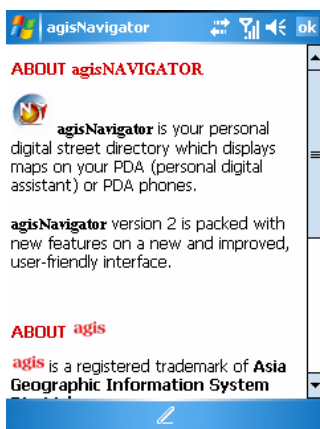 agisNavigator ok
ABOUT agisNAVIGATOR
agisNavigator is your personal
digital street directory which displays
maps on your PDA (personal digital
assistant) or PDA phones.
agisNavigator version 2 is packed with
new features on a new and improved,
user-friendly interface.
ABOUT agis
agis is a registered trademark of Asia
Geographic Information System